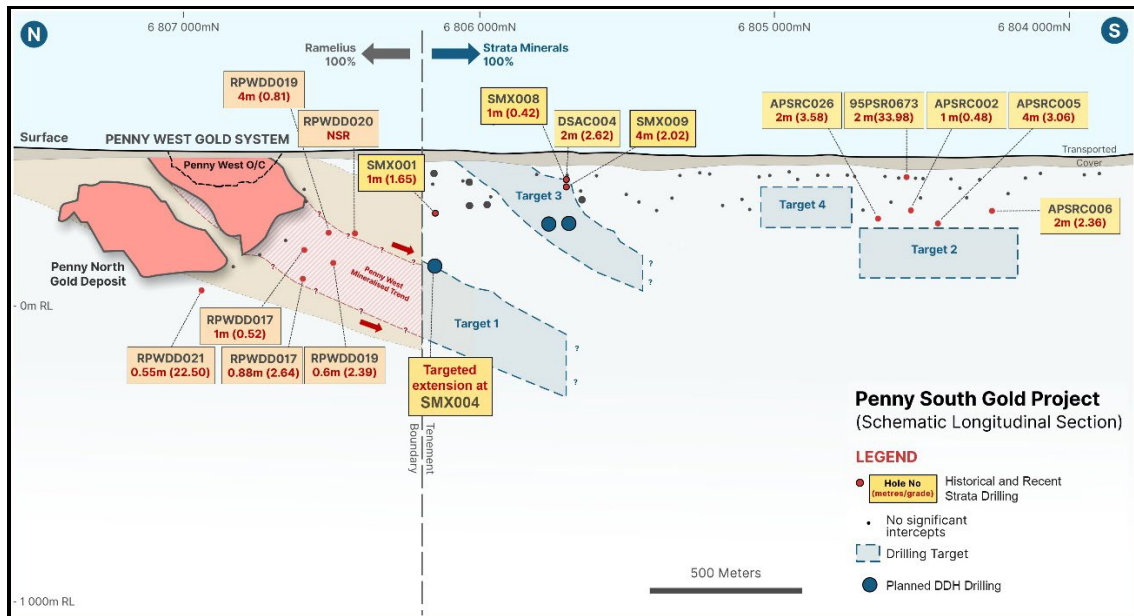 N
6 807 000mN
6 806 000mN
6 805 000mN
6 804 000mN
S
Ramelius
100%
Strata Minerals
100%
RPWDD019
4m (0.81)
RPWDD020
NSR
SMX008
1m (0.42)
DSAC004
2m (2.62)
SMX009
4m (2.02)
APSRC026
2m (3.58)
95PSR0673
2m(33.98)
APSRC002
1m(0.48)
APSRC005
4m (3.06)
Surface
PENNY WEST GOLD SYSTEM
Transported
Cover
Penny West O/C
SMX001
1m (1.65)
Target 3
Target 4
APSRC006
2m (2.36)
Target 2
Penny North
Gold Deposit
Penny West
Mineralised Trend
? ? ? ? ? ? ? ?
- 0m RL
Target 1
?
?
?
RPWDD017
1m (0.52)
RPWDD021
0.55m (22.50)
RPWDD017
0.88m (2.64)
RPWDD019
0.6m (2.39)
Targeted
extension at
SMX004
Tenement
Boundary
Penny South Gold Project
(Schematic Longitudinal Section)
LEGEND
Hole No
(metres/grade)
Historical and Recent
Strata Drilling
No significant
intercepts
Drilling Target
Planned DDH Drilling
500 Meters
- 1 000m RL